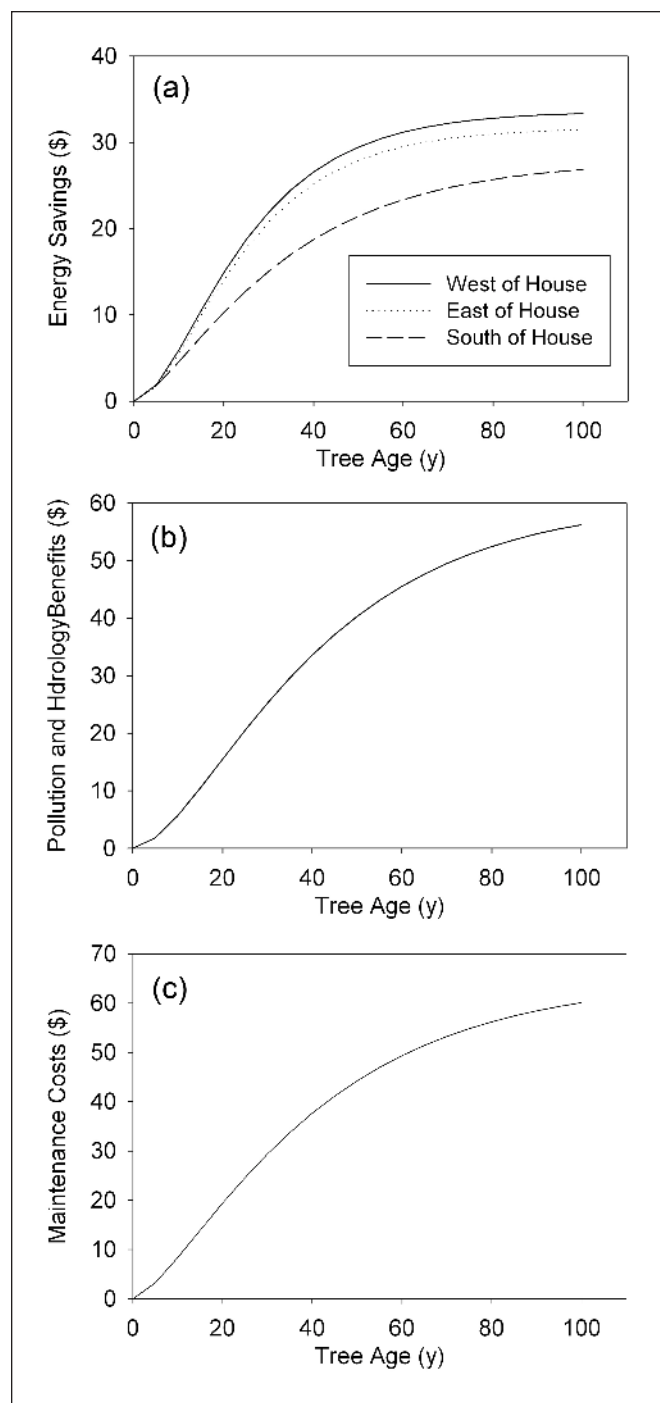 (a)
Energy Savings ($)
40
30
20
10
0
West of House
East of House
South of House
0 20 40 60 80 100
Tree Age (y)
(b)
Pollution and HdrologyBenefits ($)
60
50
40
30
20
10
0
0 20 40 60 80 100
Tree Age (y)
(c)
Maintenance Costs ($)
70
60
50
40
30
20
10
0
0 20 40 60 80 100
Tree Age (y)